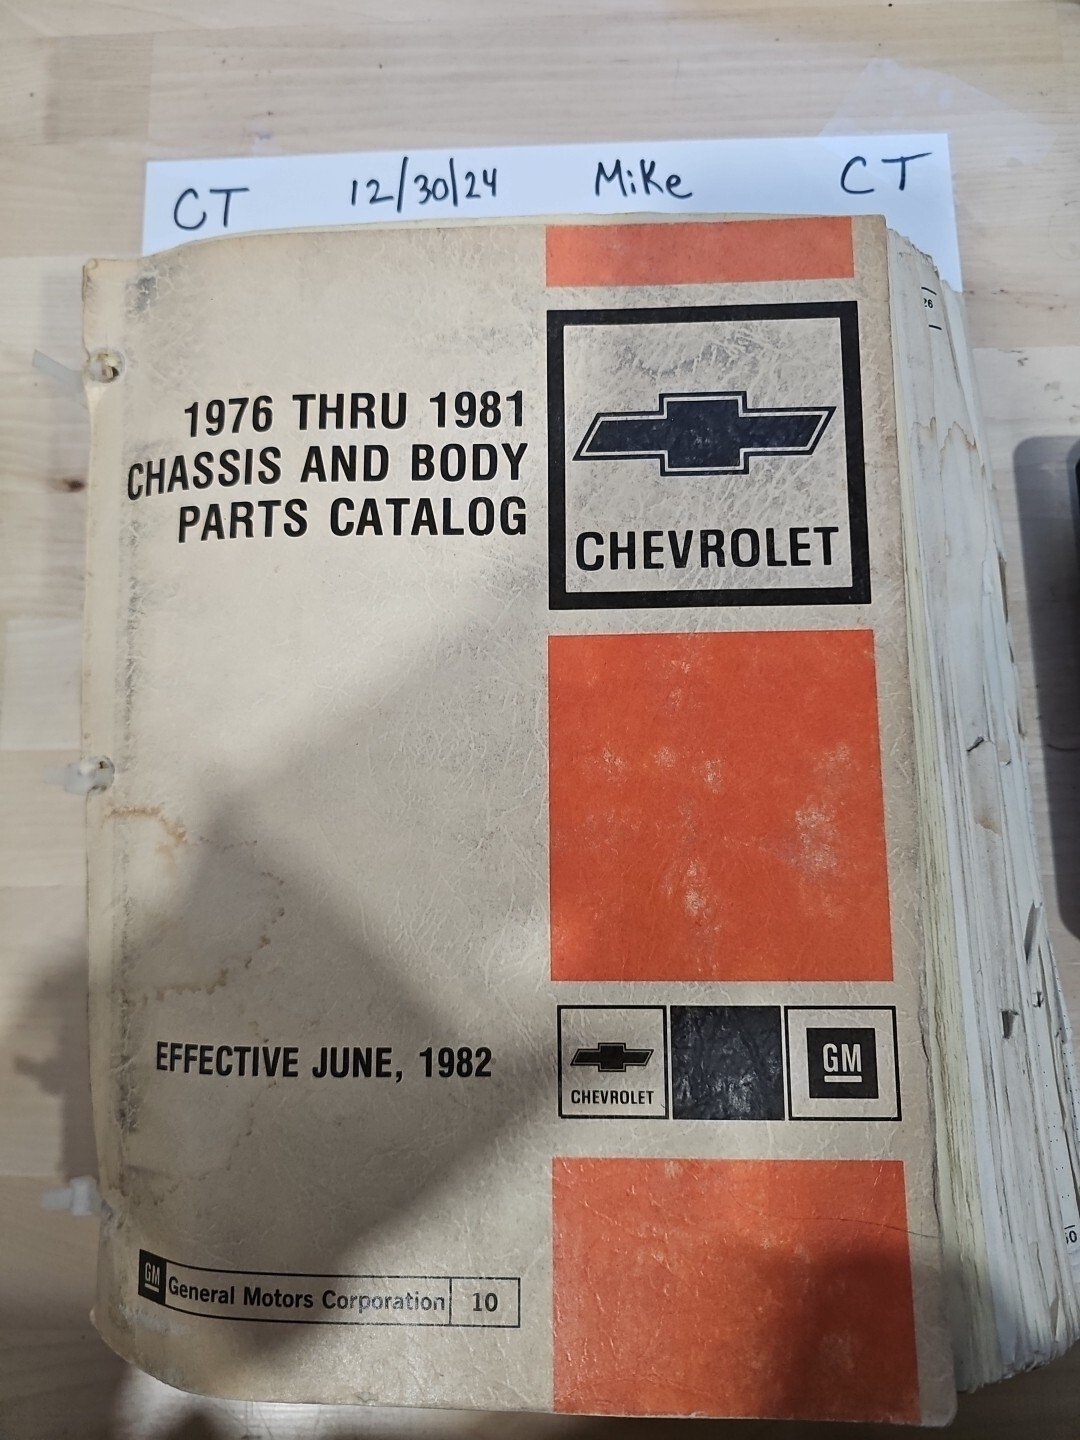 CT 12/30/24 Mike CT
26
1976 THRU 1981
CHASSIS AND BODY
PARTS CATALOG
CHEVROLET
EFFECTIVE JUNE, 1982
CHEVROLET
GM
GM General Motors Corporation 10